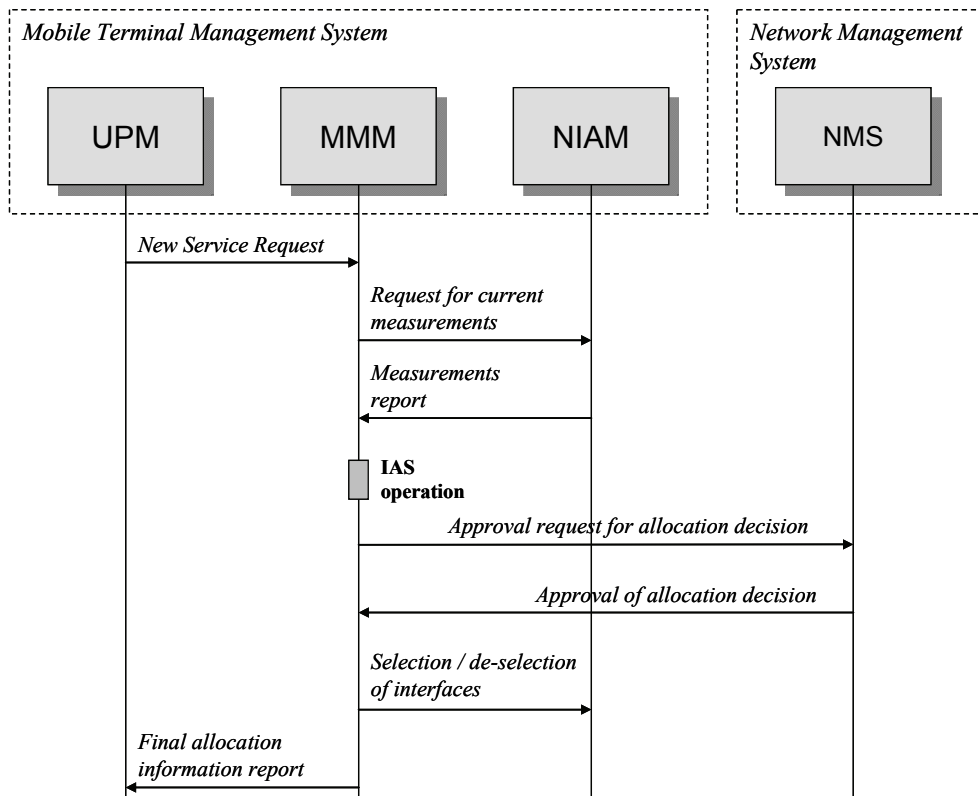 Mobile Terminal Management System
Network Management
System
UPM
MMM
NIAM
NMS
New Service Request
Request for current
measurements
Measurements
report
IAS
operation
Approval request for allocation decision
Approval of allocation decision
Selection / de-selection
of interfaces
Final allocation
information report